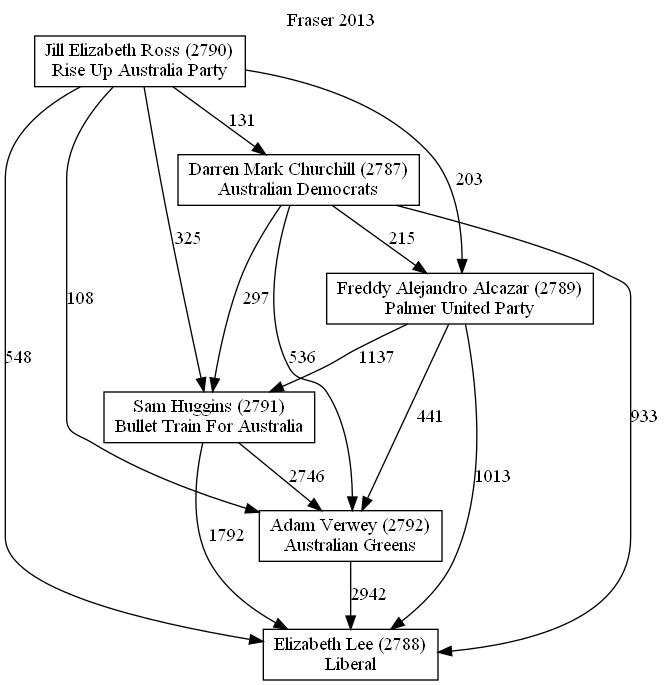 Fraser 2013
Jill Elizabeth Ross (2790)
Rise Up Australia Party
131
Darren Mark Churchill (2787)
Australian Democrats
203
325
297
215
Freddy Alejandro Alcazar (2789)
Palmer United Party
108
548
536
1137
Sam Huggins (2791)
Bullet Train For Australia
441
933
2746
1013
Adam Verwey (2792)
Australian Greens
1792
2942
Elizabeth Lee (2788)
Liberal